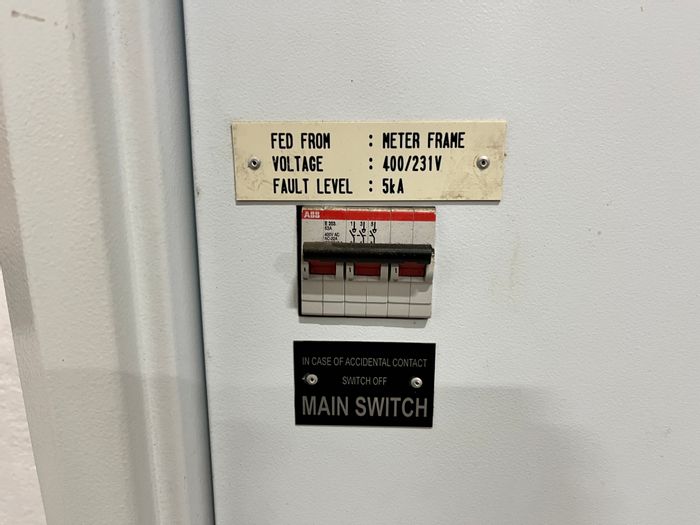 FED FROM : METER FRAME
VOLTAGE : 400/231V
FAULT LEVEL : 5kA
ABB
63A
IN CASE OF ACCIDENTAL CONTACT
SWITCH OFF
MAIN SWITCH